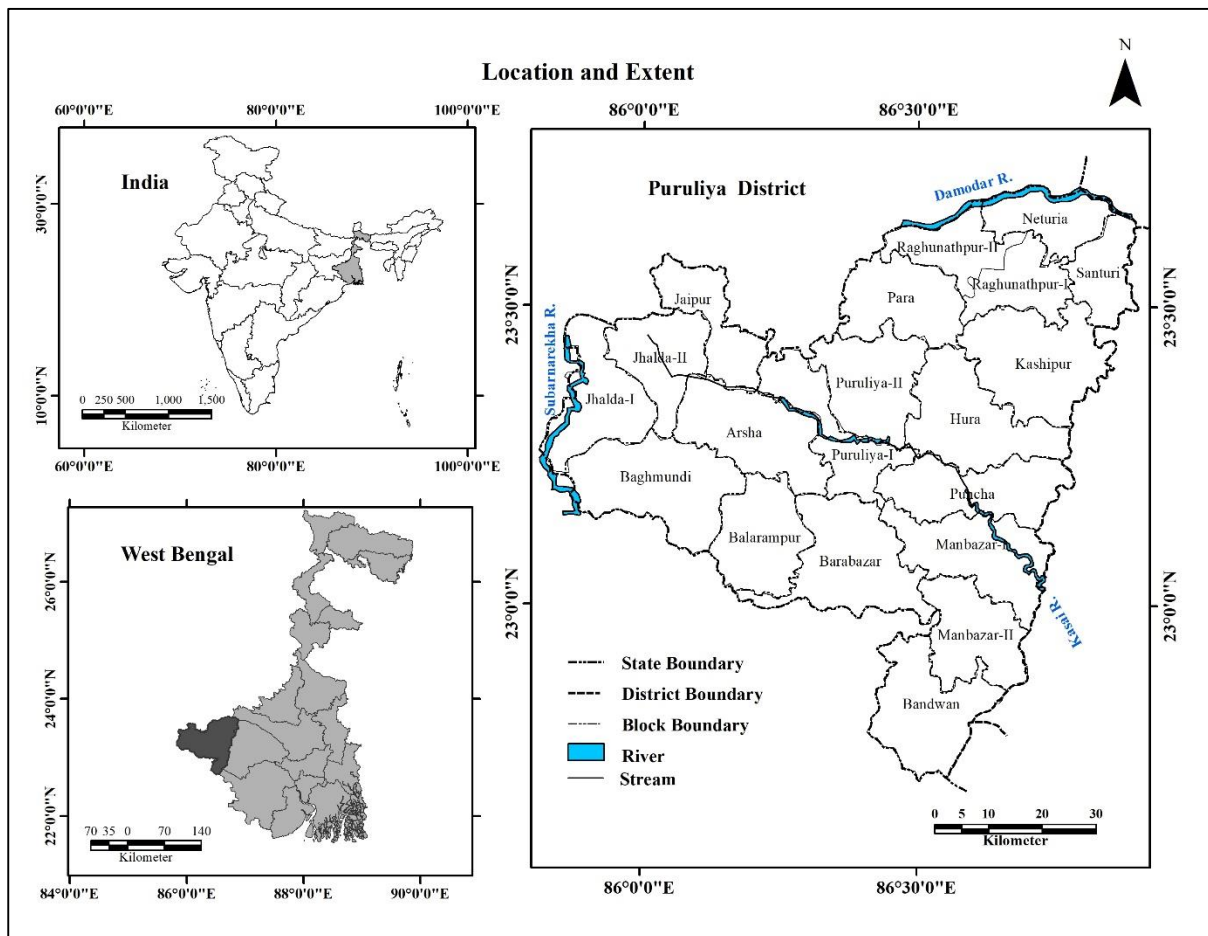 Location and Extent
N
60°0'0"E 80°0'0"E 100°0'0"E
India
30°0'0"N
10°0'0"N
0 250 500 1,000 1,500
Kilometer
60°0'0"E 80°0'0"E 100°0'0"E
West Bengal
26°0'0"N
24°0'0"N
22°0'0"N
70 35 0 70 140
Kilometer
84°0'0"E 86°0'0"E 88°0'0"E 90°0'0"E
86°0'0"E 86°30'0"E
Puruliya District
Damodar R.
Neturia
Raghunathpur-II
Santuri
Raghunathpur-I
Para
Jaipur
23°30'0"N
23°30'0"N
Kashipur
Jhalda-II
Subarnarekha R.
Puruliya-II
Jhalda-I
Hura
Arsha
Puruliya-I
Baghmundi
Puncha
Balarampur
Manbazar-I
Barabazar
23°0'0"N
23°0'0"N
Kasai R.
Manbazar-II
Bandwan
State Boundary
District Boundary
Block Boundary
River
Stream
0 5 10 20 30
Kilometer
86°0'0"E 86°30'0"E